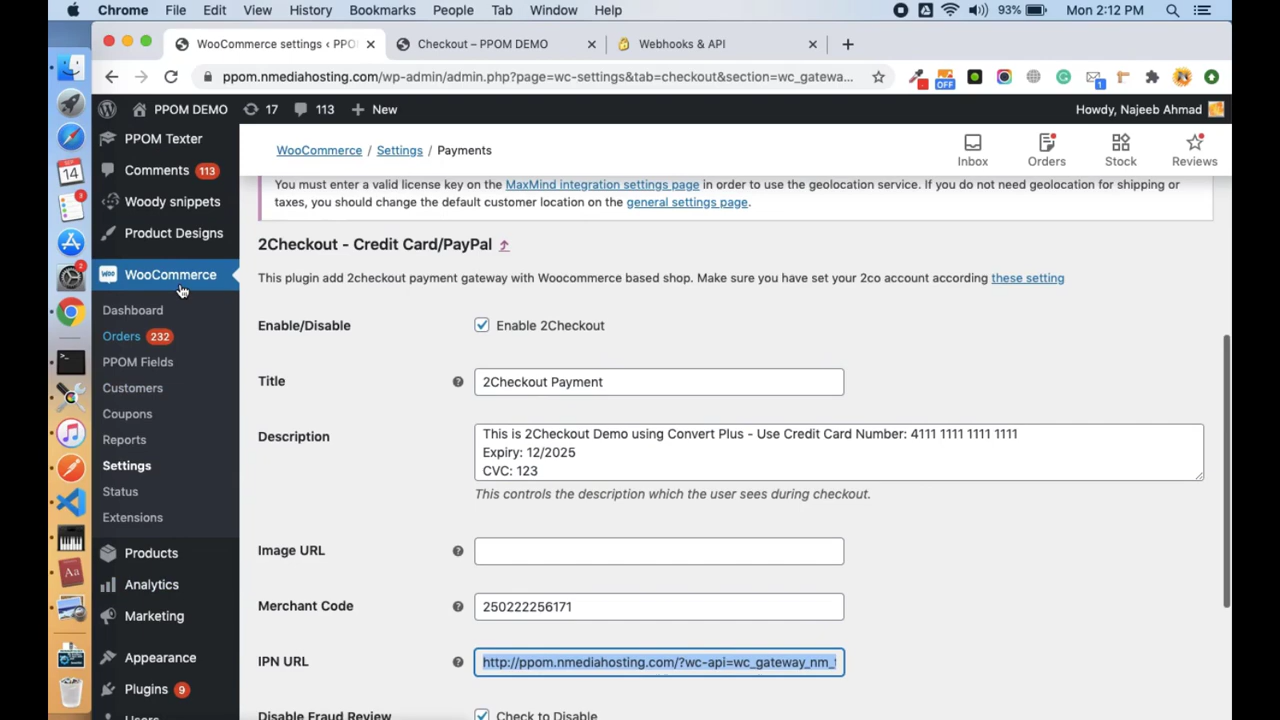 Chrome File Edit View History Bookmarks People Tab Window Help 93% Mon 2:12 PM
WooCommerce settings ‹ PPO Checkout – PPOM DEMO Webhooks & API
ppom.nmediahosting.com/wp-admin/admin.php?page=wc-settings&tab=checkout&section=wc_gatewa... OFF 1
PPOM DEMO 17 113 New Howdy, Najeeb Ahmad
PPOM Texter
Comments 113
Woody snippets
Product Designs
WooCommerce
Dashboard
Orders 232
PPOM Fields
Customers
Coupons
Reports
Settings
Status
Extensions
Products
Analytics
Marketing
Appearance
Plugins 9
WooCommerce / Settings / Payments
Inbox Orders Stock Reviews
You must enter a valid license key on the MaxMind integration settings page in order to use the geolocation service. If you do not need geolocation for shipping or
taxes, you should change the default customer location on the general settings page.
2Checkout - Credit Card/PayPal
This plugin add 2checkout payment gateway with Woocommerce based shop. Make sure you have set your 2co account according these setting
Enable/Disable Enable 2Checkout
Title 2Checkout Payment
Description This is 2Checkout Demo using Convert Plus - Use Credit Card Number: 4111 1111 1111 1111
Expiry: 12/2025
CVC: 123
This controls the description which the user sees during checkout.
Image URL
Merchant Code 250222256171
IPN URL http://ppom.nmediahosting.com/?wc-api=wc_gateway_nm_
Disable Fraud Review Check to Disable